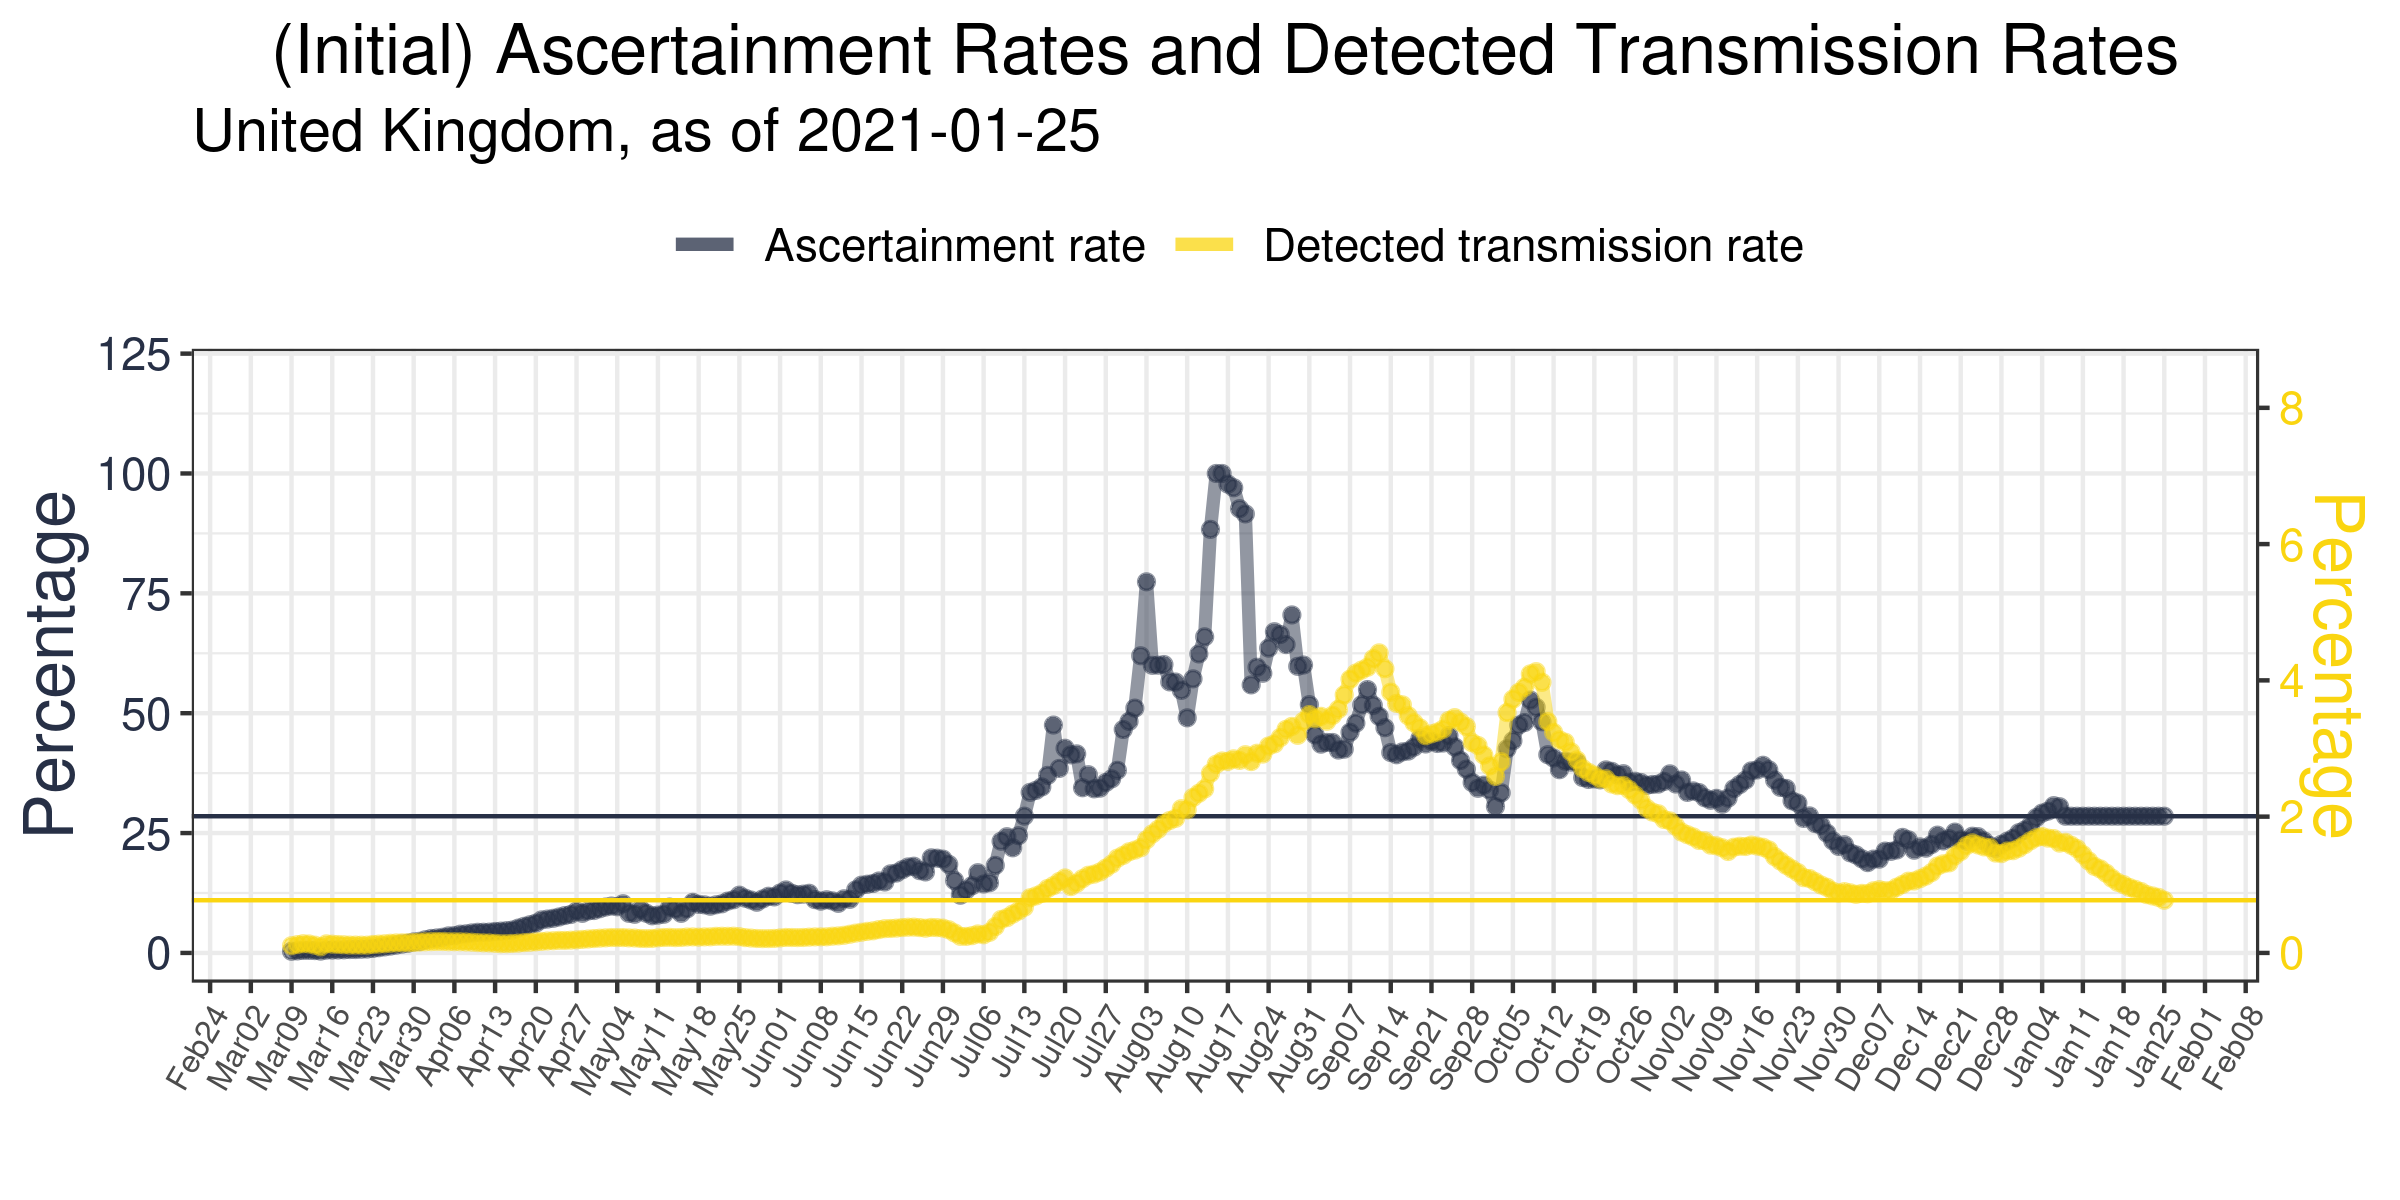 (Initial) Ascertainment Rates and Detected Transmission Rates
United Kingdom, as of 2021-01-25
Ascertainment rate
Detected transmission rate
Percentage
125
100
75
50
25
0
8
6
4
2
0
Percentage
Feb24
Mar02
Mar09
Mar16
Mar23
Mar30
Apr06
Apr13
Apr20
Apr27
May04
May11
May18
May25
Jun01
Jun08
Jun15
Jun22
Jun29
Jul06
Jul13
Jul20
Jul27
Aug03
Aug10
Aug17
Aug24
Aug31
Sep07
Sep14
Sep21
Sep28
Oct05
Oct12
Oct19
Oct26
Nov02
Nov09
Nov16
Nov23
Nov30
Dec07
Dec14
Dec21
Dec28
Jan04
Jan11
Jan18
Jan25
Feb01
Feb08